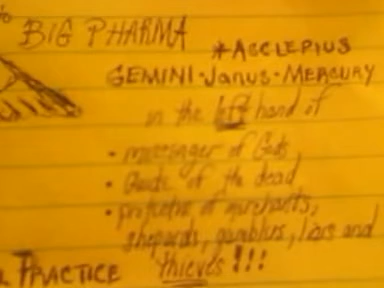 BIG PHARMA
*ASCLEPIUS
GEMINI · Janus · MERCURY
in the left hand of
• messenger of Gods
• Guide of the dead
• protector of merchants,
shepards, gamblers, liars and
thieves!!!
PRACTICE